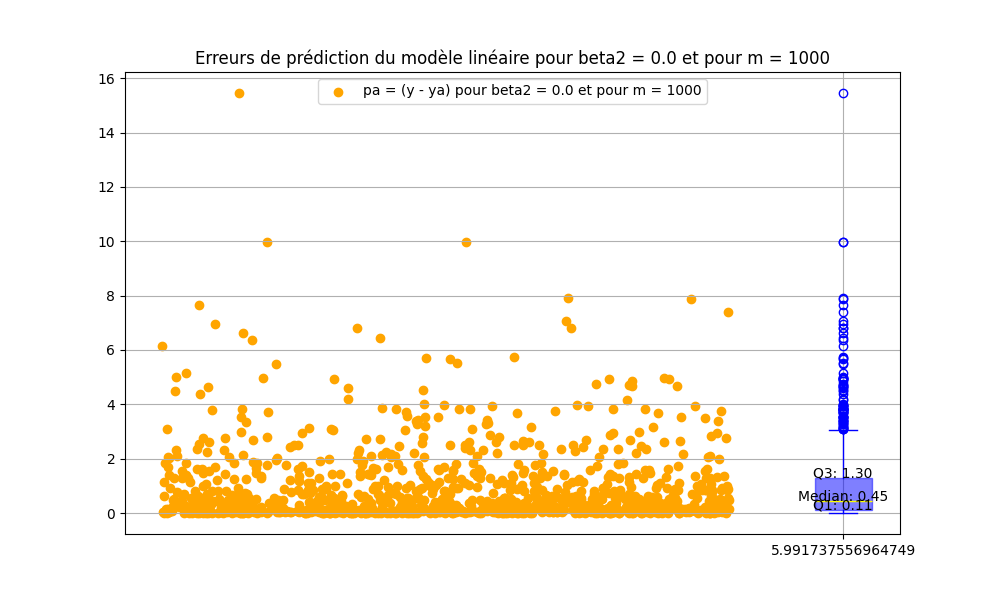 Erreurs de prédiction du modèle linéaire pour beta2 = 0.0 et pour m = 1000
pa = (y - ya) pour beta2 = 0.0 et pour m = 1000
16
14
12
10
8
6
4
2
0
Q3: 1.30
Median: 0.45
Q1: 0.11
5.991737556964749